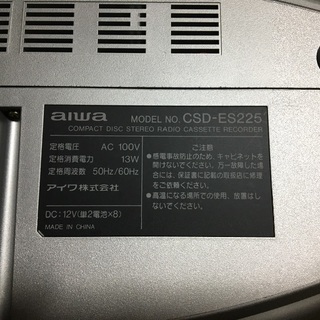 aiwa MODEL NO. CSD-ES225
COMPACT DISC STEREO RADIO CASSETTE RECORDER
定格電圧 AC 100V
定格消費電力 13W
定格周波数 50Hz/60Hz
アイワ株式会社
DC:12V(単2電池×8)
MADE IN CHINA
ご注意
●感電事故防止のため、キャビネットを
開けないでください。万一故障した場
合には、保証書に記載の取扱店に修理
をご依頼ください。
●高温になる場所での使用、放置はし
ないでください。